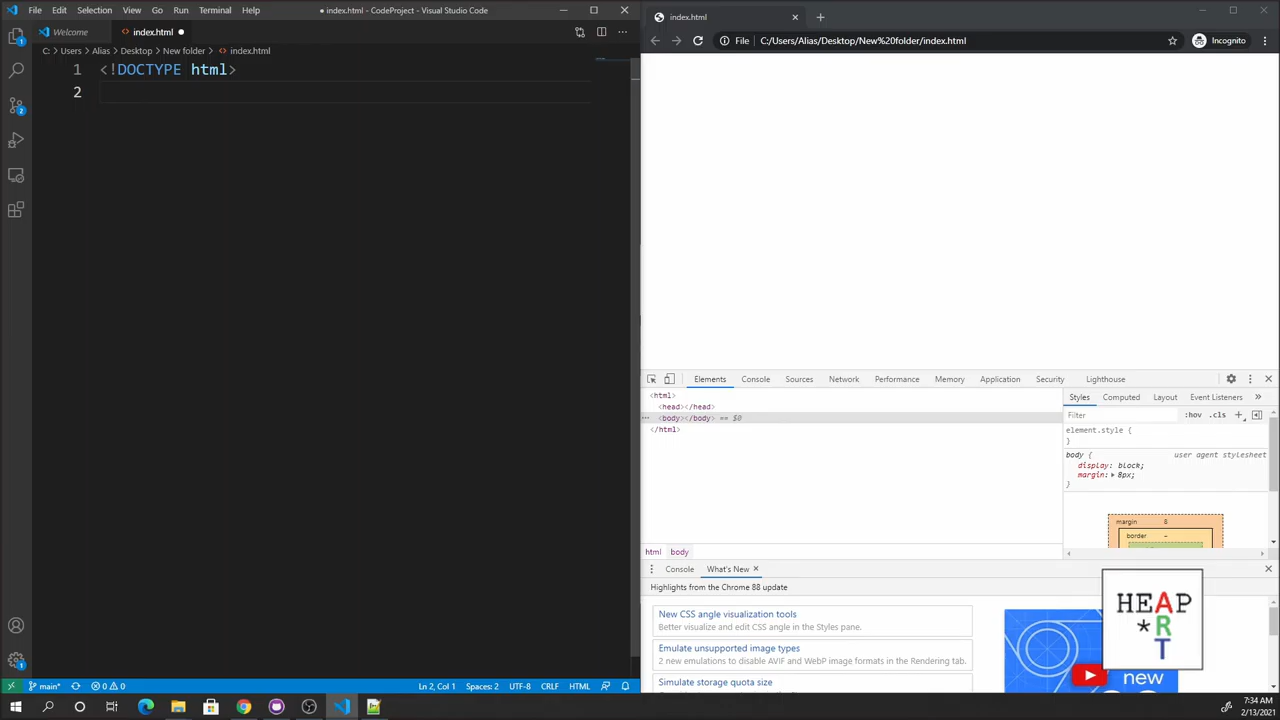 File Edit Selection View Go Run Terminal Help
● index.html - CodeProject - Visual Studio Code
Welcome
index.html ●
C: > Users > Alias > Desktop > New folder > index.html
1 <!DOCTYPE html>
2
Ln 2, Col 1 Spaces: 2 UTF-8 CRLF HTML
main* 0 0
1
2
1
index.html
File C:/Users/Alias/Desktop/New%20folder/index.html
Incognito
Elements Console Sources Network Performance Memory Application Security Lighthouse
<html>
<head></head>
<body></body> == $0
</html>
html body
Styles Computed Layout Event Listeners »
Filter :hov .cls +
element.style {
}
body { user agent stylesheet
display: block;
margin: 8px;
}
margin 8
border -
Console What's New
Highlights from the Chrome 88 update
New CSS angle visualization tools
Better visualize and edit CSS angle in the Styles pane.
Emulate unsupported image types
2 new emulations to disable AVIF and WebP image formats in the Rendering tab.
Simulate storage quota size
new
HEAP
*R
T
7:34 AM
2/13/2021